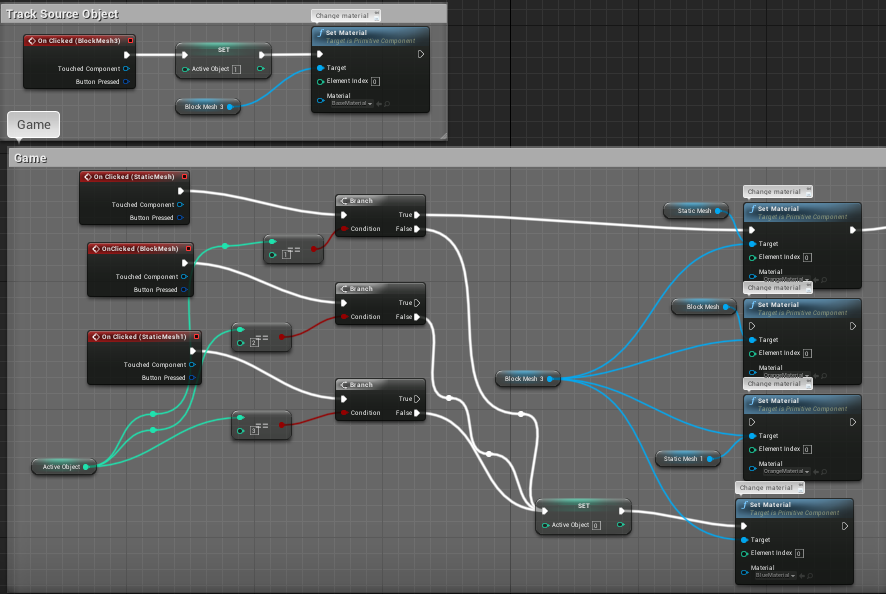 Track Source Object
Change material
On Clicked (BlockMesh3)
Touched Component
Button Pressed
SET
Active Object 1
Set Material
Target is Primitive Component
Target
Element Index 0
Material
BaseMaterial
Block Mesh 3
Game
Game
On Clicked (StaticMesh)
Touched Component
Button Pressed
OnClicked (BlockMesh)
Touched Component
Button Pressed
On Clicked (StaticMesh1)
Touched Component
Button Pressed
Active Object
1 ==
2 ==
3 ==
Branch
True
Condition False
Branch
True
Condition False
Branch
True
Condition False
Block Mesh 3
SET
Active Object 0
Static Mesh
Change material
Set Material
Target is Primitive Component
Target
Element Index 0
Material
OrangeMaterial
Block Mesh
Change material
Set Material
Target is Primitive Component
Target
Element Index 0
Material
OrangeMaterial
Static Mesh 1
Change material
Set Material
Target is Primitive Component
Target
Element Index 0
Material
OrangeMaterial
Change material
Set Material
Target is Primitive Component
Target
Element Index 0
Material
BlueMaterial